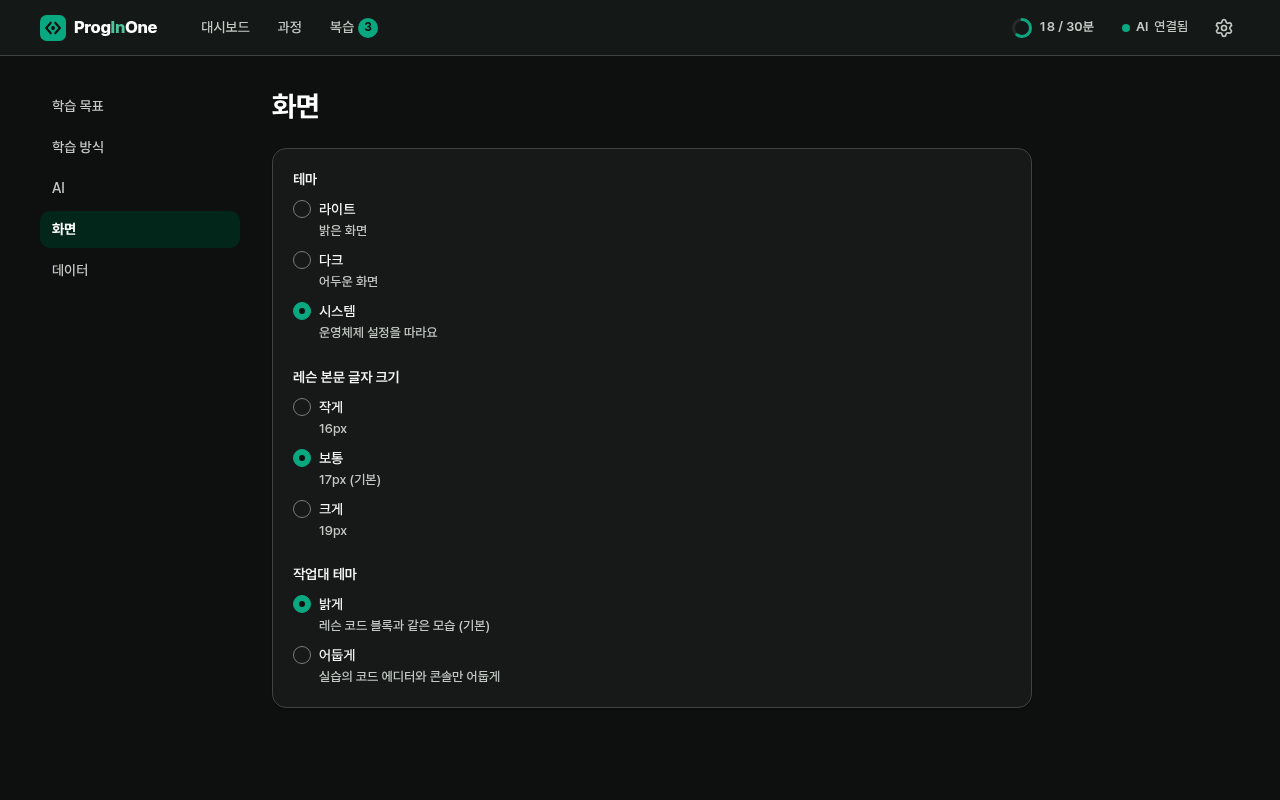 ProgInOne
대시보드
과정
복습 3
18 / 30분
AI 연결됨
학습 목표
학습 방식
AI
화면
데이터
화면
테마
라이트
밝은 화면
다크
어두운 화면
시스템
운영체제 설정을 따라요
레슨 본문 글자 크기
작게
16px
보통
17px (기본)
크게
19px
작업대 테마
밝게
레슨 코드 블록과 같은 모습 (기본)
어둡게
실습의 코드 에디터와 콘솔만 어둡게